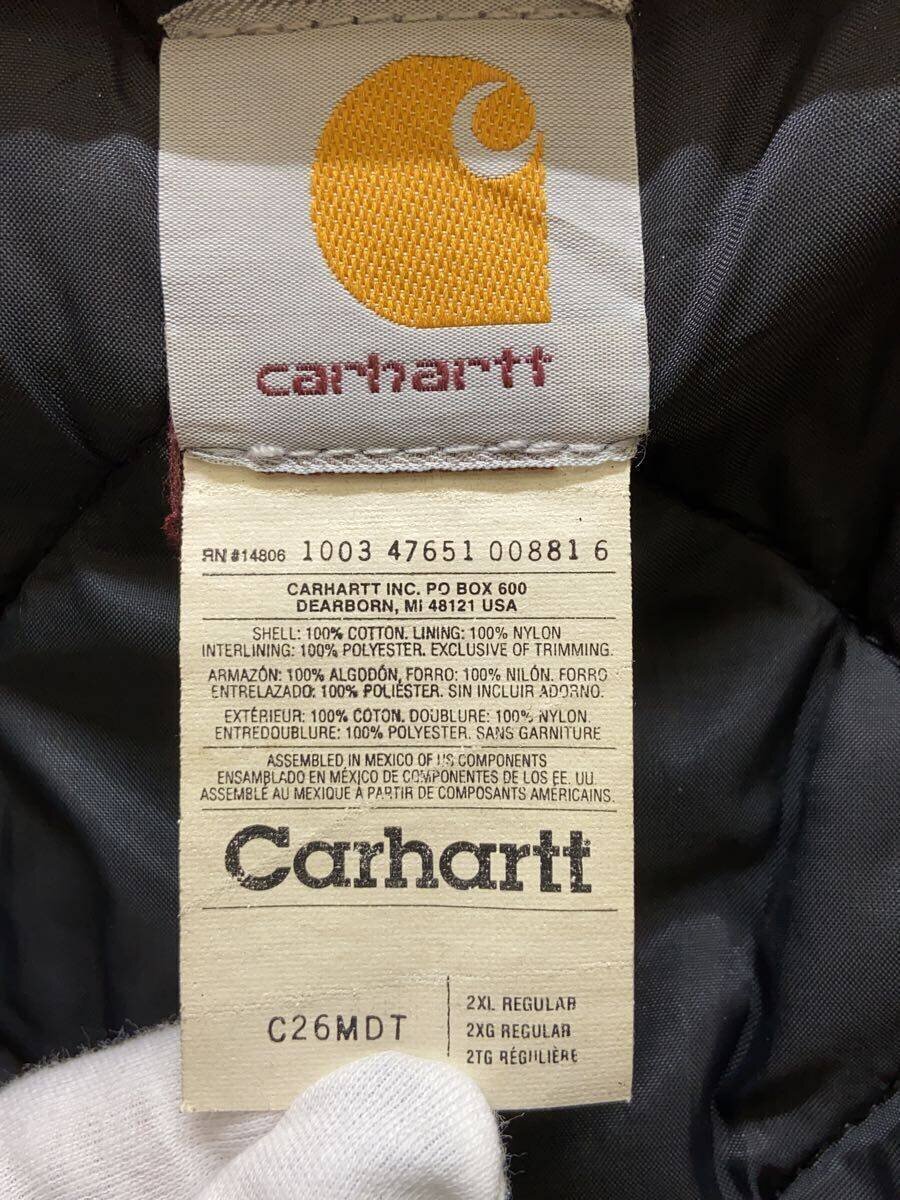 carhartt
RN #14806 1003 47651 00881 6
CARHARTT INC. PO BOX 600
DEARBORN, MI 48121 USA
SHELL: 100% COTTON. LINING: 100% NYLON
INTERLINING: 100% POLYESTER. EXCLUSIVE OF TRIMMING.
ARMAZÓN: 100% ALGODÓN, FORRO: 100% NILÓN. FORRO
ENTRELAZADO: 100% POLIÉSTER. SIN INCLUIR ADORNO.
EXTÉRIEUR: 100% COTON. DOUBLURE: 100% NYLON.
ENTREDOUBLURE: 100% POLYESTER. SANS GARNITURE
ASSEMBLED IN MEXICO OF US COMPONENTS
ENSAMBLADO EN MÉXICO DE COMPONENTES DE LOS EE. UU.
ASSEMBLÉ AU MEXIQUE À PARTIR DE COMPOSANTS AMERICAINS.
Carhartt
C26MDT
2XL REGULAR
2XG REGULAR
2TG RÉGULIÈRE